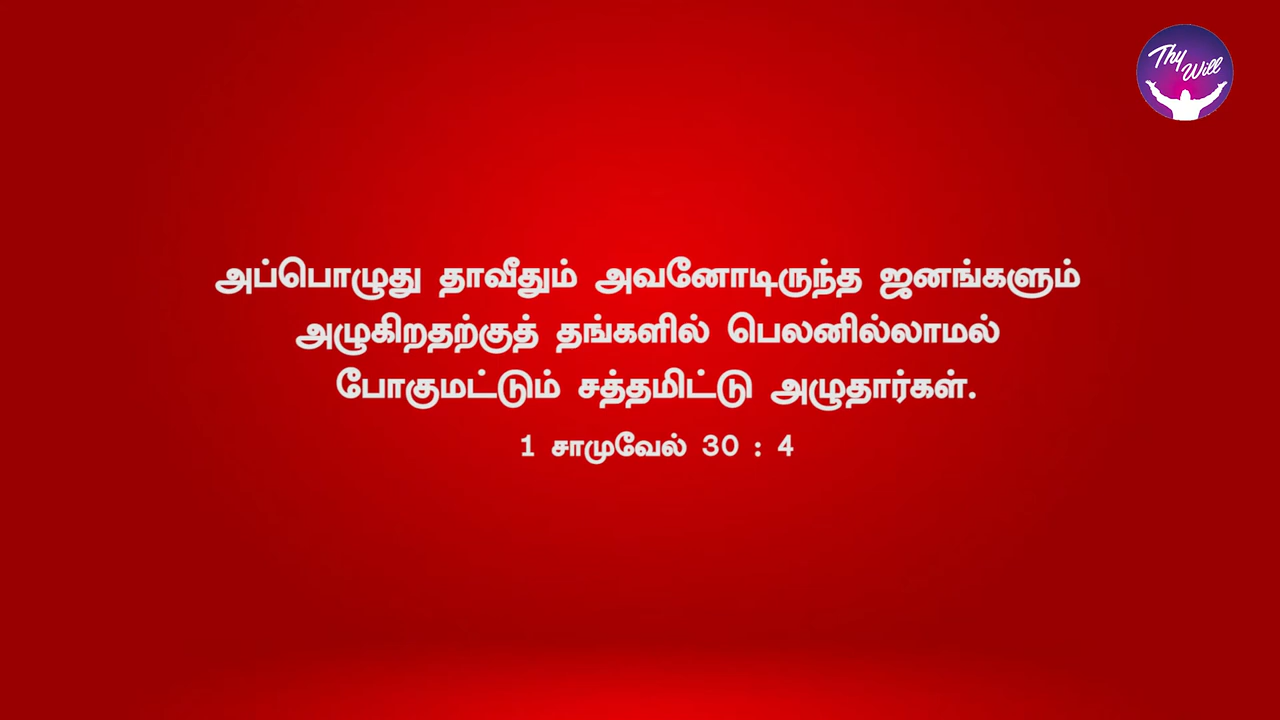 Thy Will
அப்பொழுது தாவீதும் அவனோடிருந்த ஜனங்களும்
அழுகிறதற்குத் தங்களில் பெலனில்லாமல்
போகுமட்டும் சத்தமிட்டு அழுதார்கள்.
1 சாமுவேல் 30 : 4